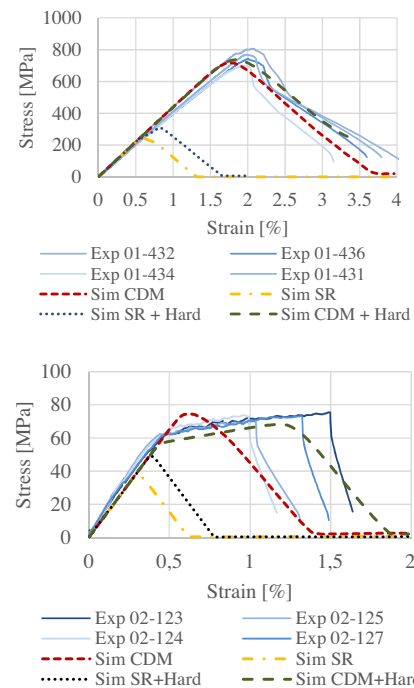 1000
800
600
400
200
0
Stress [MPa]
0 0.5 1 1.5 2 2.5 3 3.5 4
Strain [%]
Exp 01-432 Exp 01-436
Exp 01-434 Exp 01-431
Sim CDM Sim SR
Sim SR + Hard Sim CDM + Hard
100
80
60
40
20
0
Stress [MPa]
0 0,5 1 1,5 2
Strain [%]
Exp 02-123 Exp 02-125
Exp 02-124 Exp 02-127
Sim CDM Sim SR
Sim SR+Hard Sim CDM+Hard